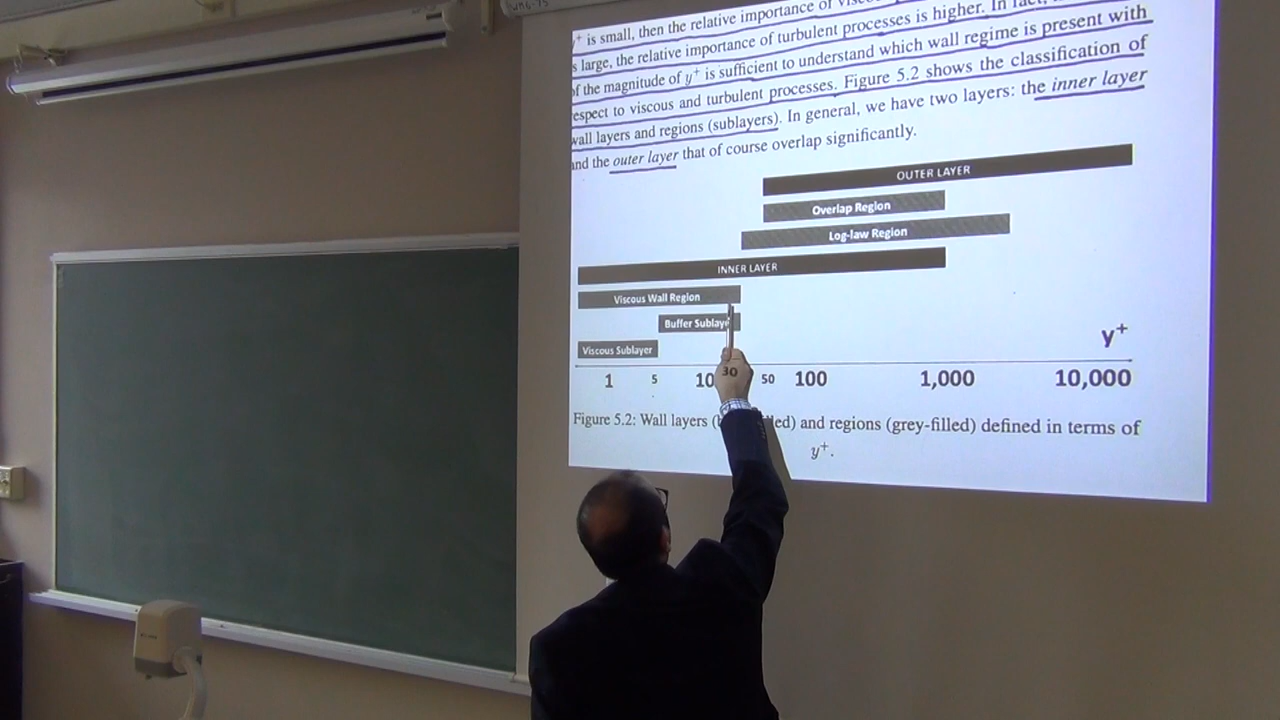 y+ is small, then the relative importance of
s large, the relative importance of turbulent processes is higher. In fact,
of the magnitude of y+ is sufficient to understand which wall regime is present with
espect to viscous and turbulent processes. Figure 5.2 shows the classification of
wall layers and regions (sublayers). In general, we have two layers: the inner layer
and the outer layer that of course overlap significantly.
OUTER LAYER
Overlap Region
Log-law Region
INNER LAYER
Viscous Wall Region
Buffer Sublaye
Viscous Sublayer
y+
1 5 10 30 50 100 1,000 10,000
Figure 5.2: Wall layers ( led) and regions (grey-filled) defined in terms of
y+.